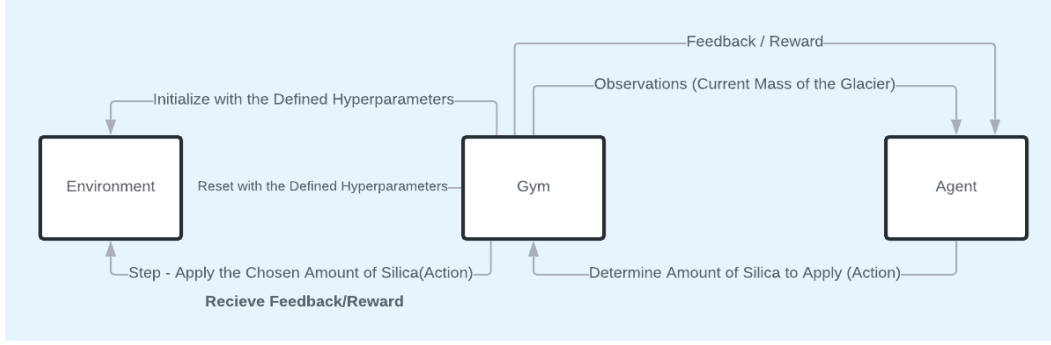 Feedback / Reward
Observations (Current Mass of the Glacier)
Initialize with the Defined Hyperparameters
Environment
Reset with the Defined Hyperparameters
Gym
Agent
Step - Apply the Chosen Amount of Silica(Action)
Determine Amount of Silica to Apply (Action)
Recieve Feedback/Reward